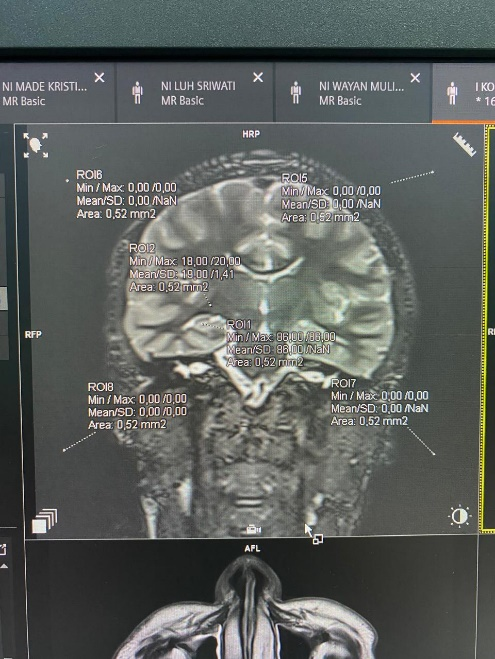 NI MADE KRISTI...
MR Basic
NI LUH SRIWATI
MR Basic
NI WAYAN MULI...
MR Basic
I KO
* 16
HRP
ROI6
Min / Max: 0,00 /0,00
Mean/SD: 0,00 /NaN
Area: 0,52 mm2
ROI5
Min / Max: 0,00 /0,00
Mean/SD: 0,00 /NaN
Area: 0,52 mm2
ROI2
Min / Max: 18,00 /20,00
Mean/SD: 19,00 /1,41
Area: 0,52 mm2
ROI1
Min / Max: 86,00 /86,00
Mean/SD: 86,00 /NaN
Area: 0,52 mm2
RFP
ROI8
Min / Max: 0,00 /0,00
Mean/SD: 0,00 /0,00
Area: 0,52 mm2
ROI7
Min / Max: 0,00 /0,00
Mean/SD: 0,00 /NaN
Area: 0,52 mm2
AFL